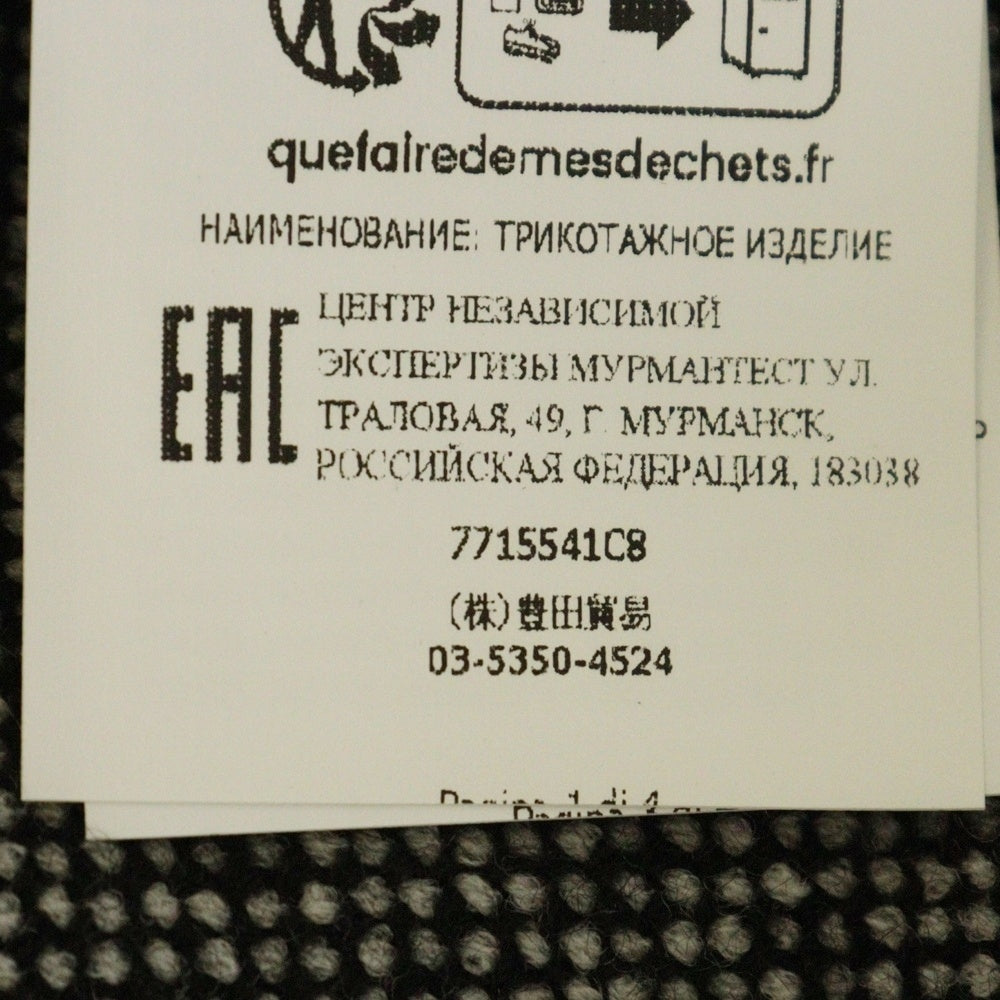 quefairedemesdechets.fr
НАИМЕНОВАНИЕ: ТРИКОТАЖНОЕ ИЗДЕЛИЕ
EAC
ЦЕНТР НЕЗАВИСИМОЙ
ЭКСПЕРТИЗЫ МУРМАНТЕСТ УЛ.
ТРАЛОВАЯ, 49, Г. МУРМАНСК,
РОССИЙСКАЯ ФЕДЕРАЦИЯ, 183038
7715541C8
(株)豊田貿易
03-5350-4524